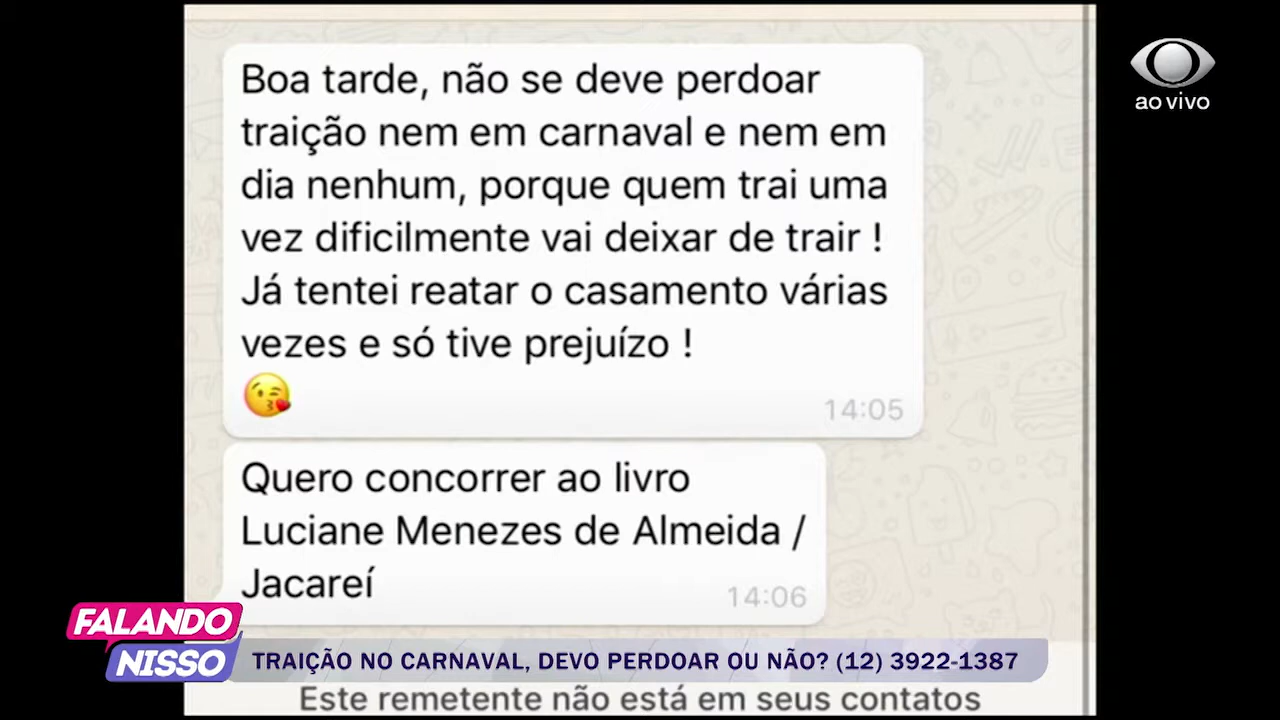 Boa tarde, não se deve perdoar
traição nem em carnaval e nem em
dia nenhum, porque quem trai uma
vez dificilmente vai deixar de trair !
Já tentei reatar o casamento várias
vezes e só tive prejuízo !
😘
14:05
Quero concorrer ao livro
Luciane Menezes de Almeida /
Jacareí
14:06
ao vivo
FALANDO
NISSO
TRAIÇÃO NO CARNAVAL, DEVO PERDOAR OU NÃO? (12) 3922-1387
Este remetente não está em seus contatos